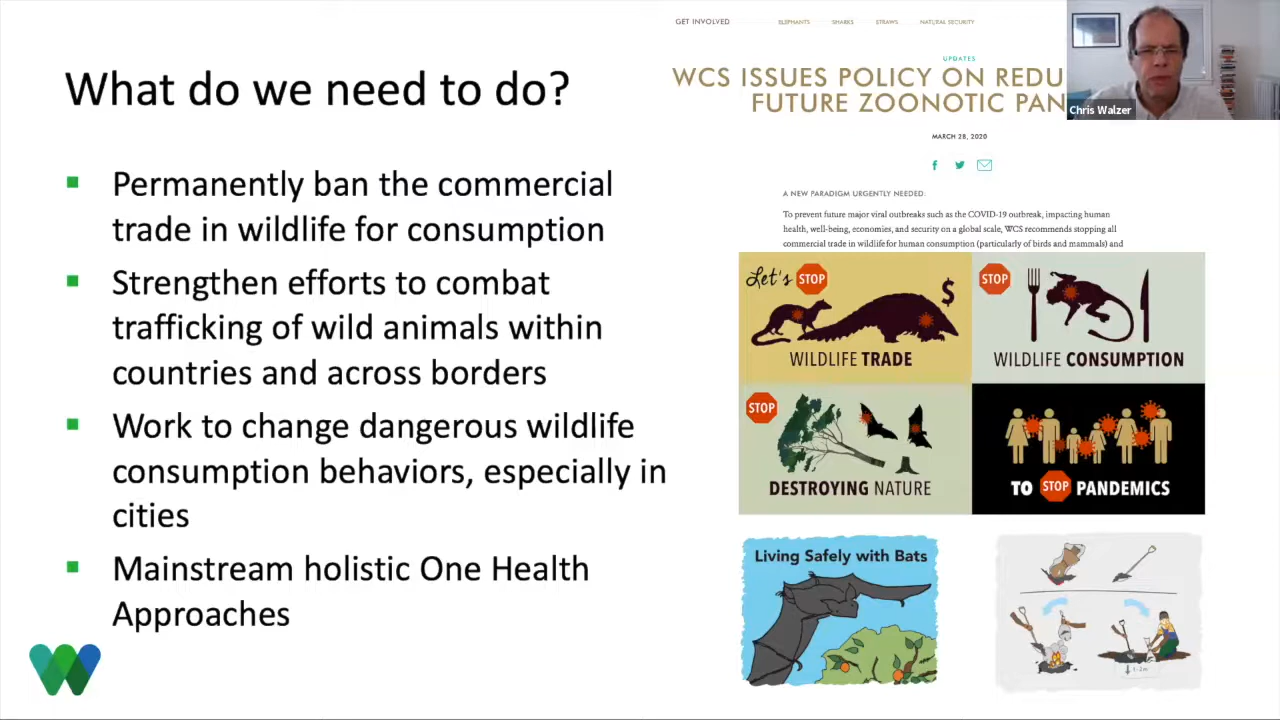 What do we need to do?
Permanently ban the commercial
trade in wildlife for consumption
Strengthen efforts to combat
trafficking of wild animals within
countries and across borders
Work to change dangerous wildlife
consumption behaviors, especially in
cities
Mainstream holistic One Health
Approaches
GET INVOLVED ELEPHANTS SHARKS STRAWS NATURAL SECURITY
UPDATES
WCS ISSUES POLICY ON REDU
FUTURE ZOONOTIC PAN
Chris Walzer
MARCH 28, 2020
A NEW PARADIGM URGENTLY NEEDED.
To prevent future major viral outbreaks such as the COVID-19 outbreak, impacting human
health, well-being, economies, and security on a global scale, WCS recommends stopping all
commercial trade in wildlife for human consumption (particularly of birds and mammals) and
Let's STOP
$
WILDLIFE TRADE
STOP
WILDLIFE CONSUMPTION
STOP
DESTROYING NATURE
TO STOP PANDEMICS
Living Safely with Bats